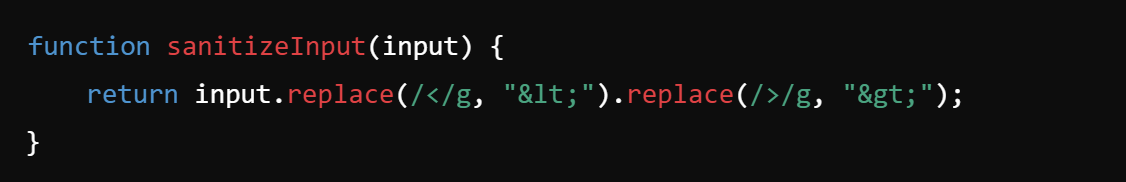 function sanitizeInput(input) {
    return input.replace(/</g, "&lt;").replace(/>/g, "&gt;");
}